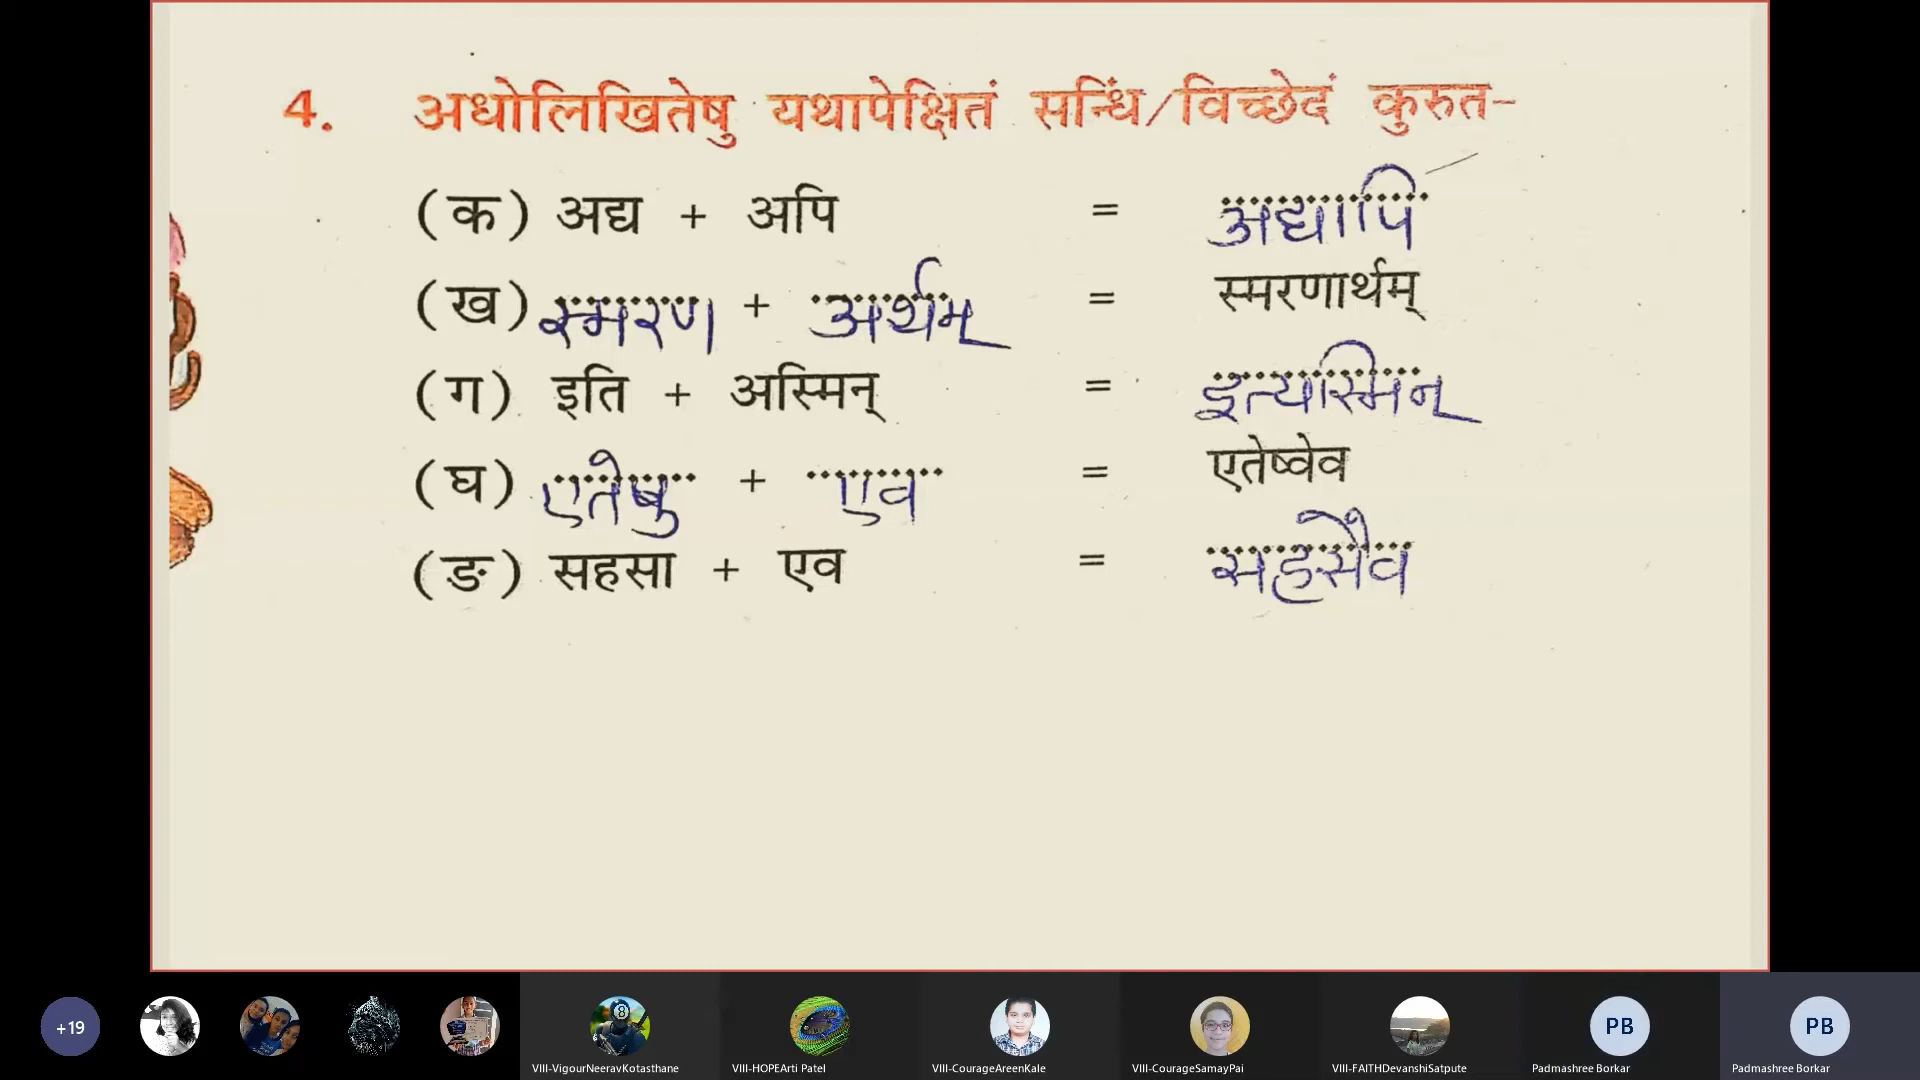 4. अधोलिखितेषु यथापेक्षितं सन्धिं/विच्छेदं कुरुत-
(क) अद्य + अपि = अद्यापि
(ख) स्मरण + अर्थम् = स्मरणार्थम्
(ग) इति + अस्मिन् = इत्यस्मिन्
(घ) एतेषु + एव = एतेष्वेव
(ङ) सहसा + एव = सहसैव
+19 VIII-VigourNeeravKotasthane VIII-HOPEArti Patel VIII-CourageAreenKale VIII-CourageSamayPai VIII-FAITHDevanshiSatpute PB Padmashree Borkar PB Padmashree Borkar